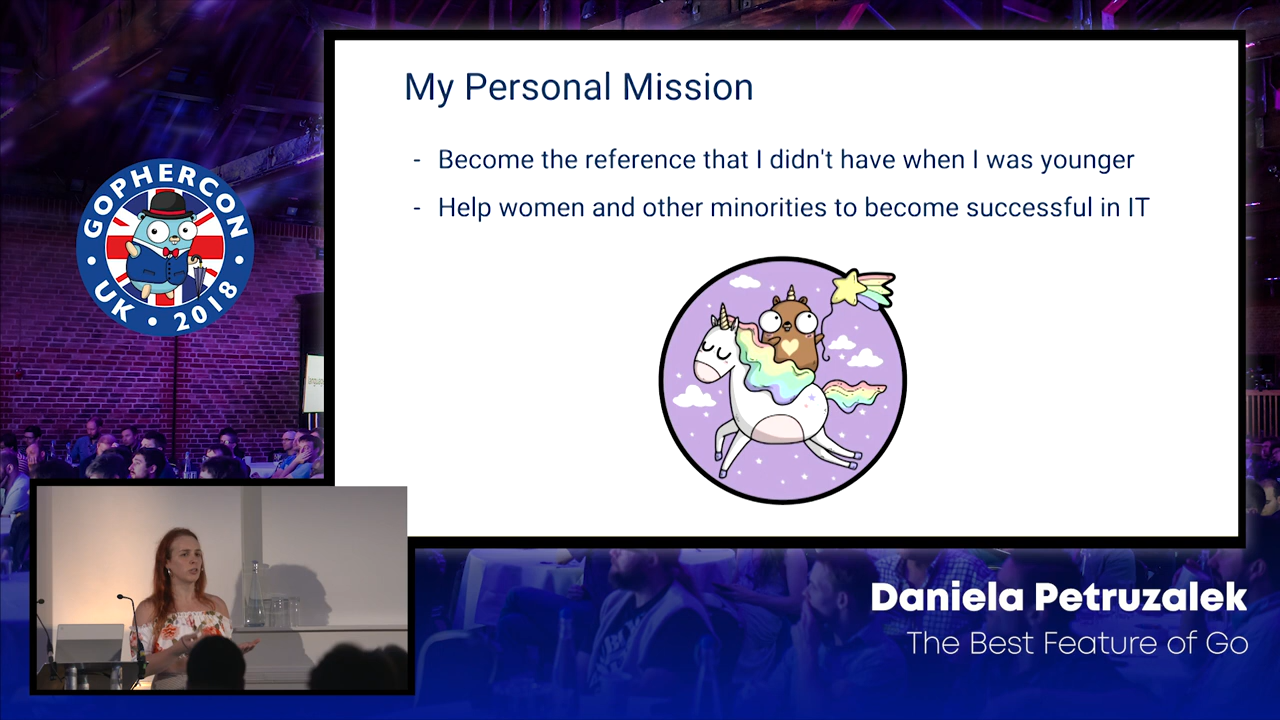 My Personal Mission
- Become the reference that I didn't have when I was younger
- Help women and other minorities to become successful in IT
GOPHERCON
UK • 2018
Daniela Petruzalek
The Best Feature of Go